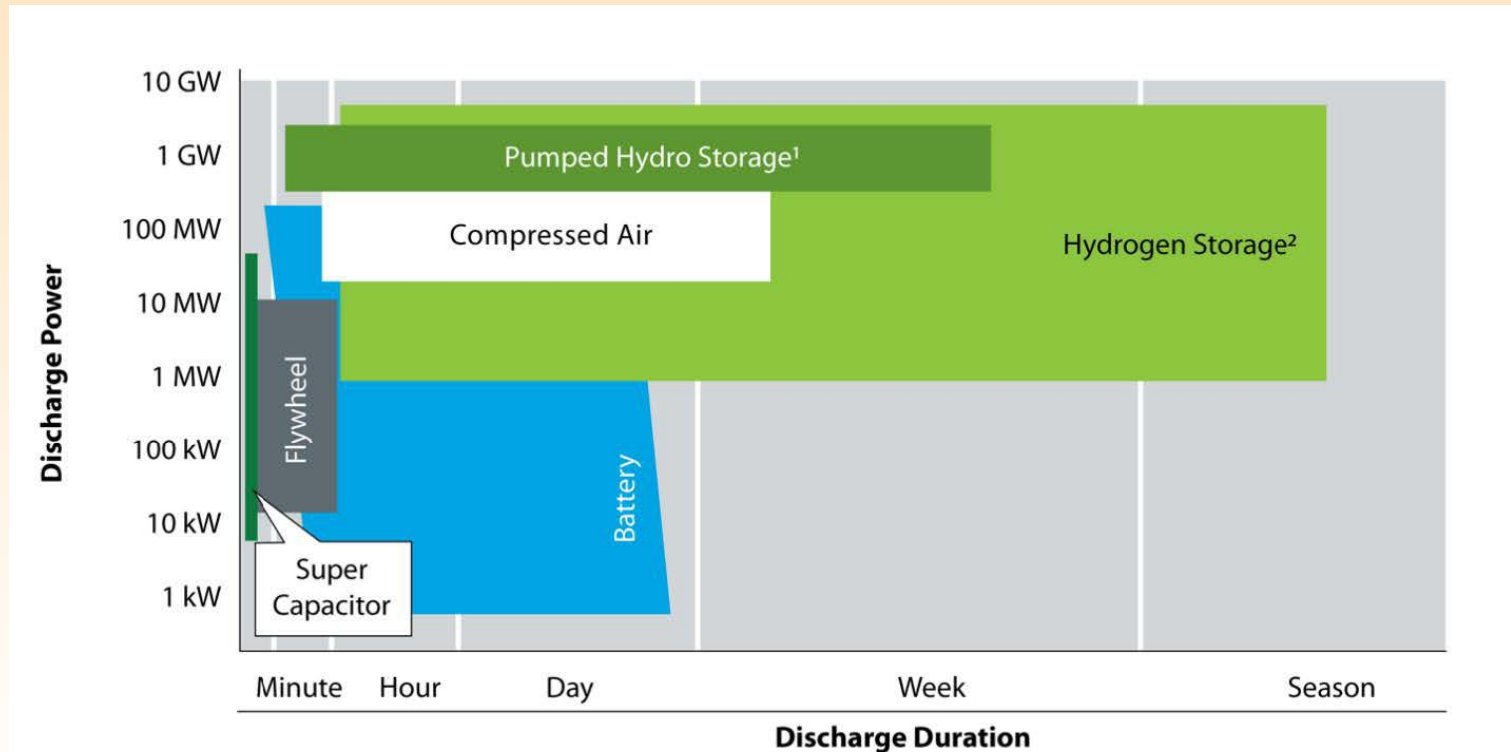 10 GW
1 GW
100 MW
10 MW
1 MW
100 kW
10 kW
1 kW
Discharge Power
Pumped Hydro Storage¹
Compressed Air
Hydrogen Storage²
Flywheel
Battery
Super
Capacitor
Minute Hour Day Week Season
Discharge Duration